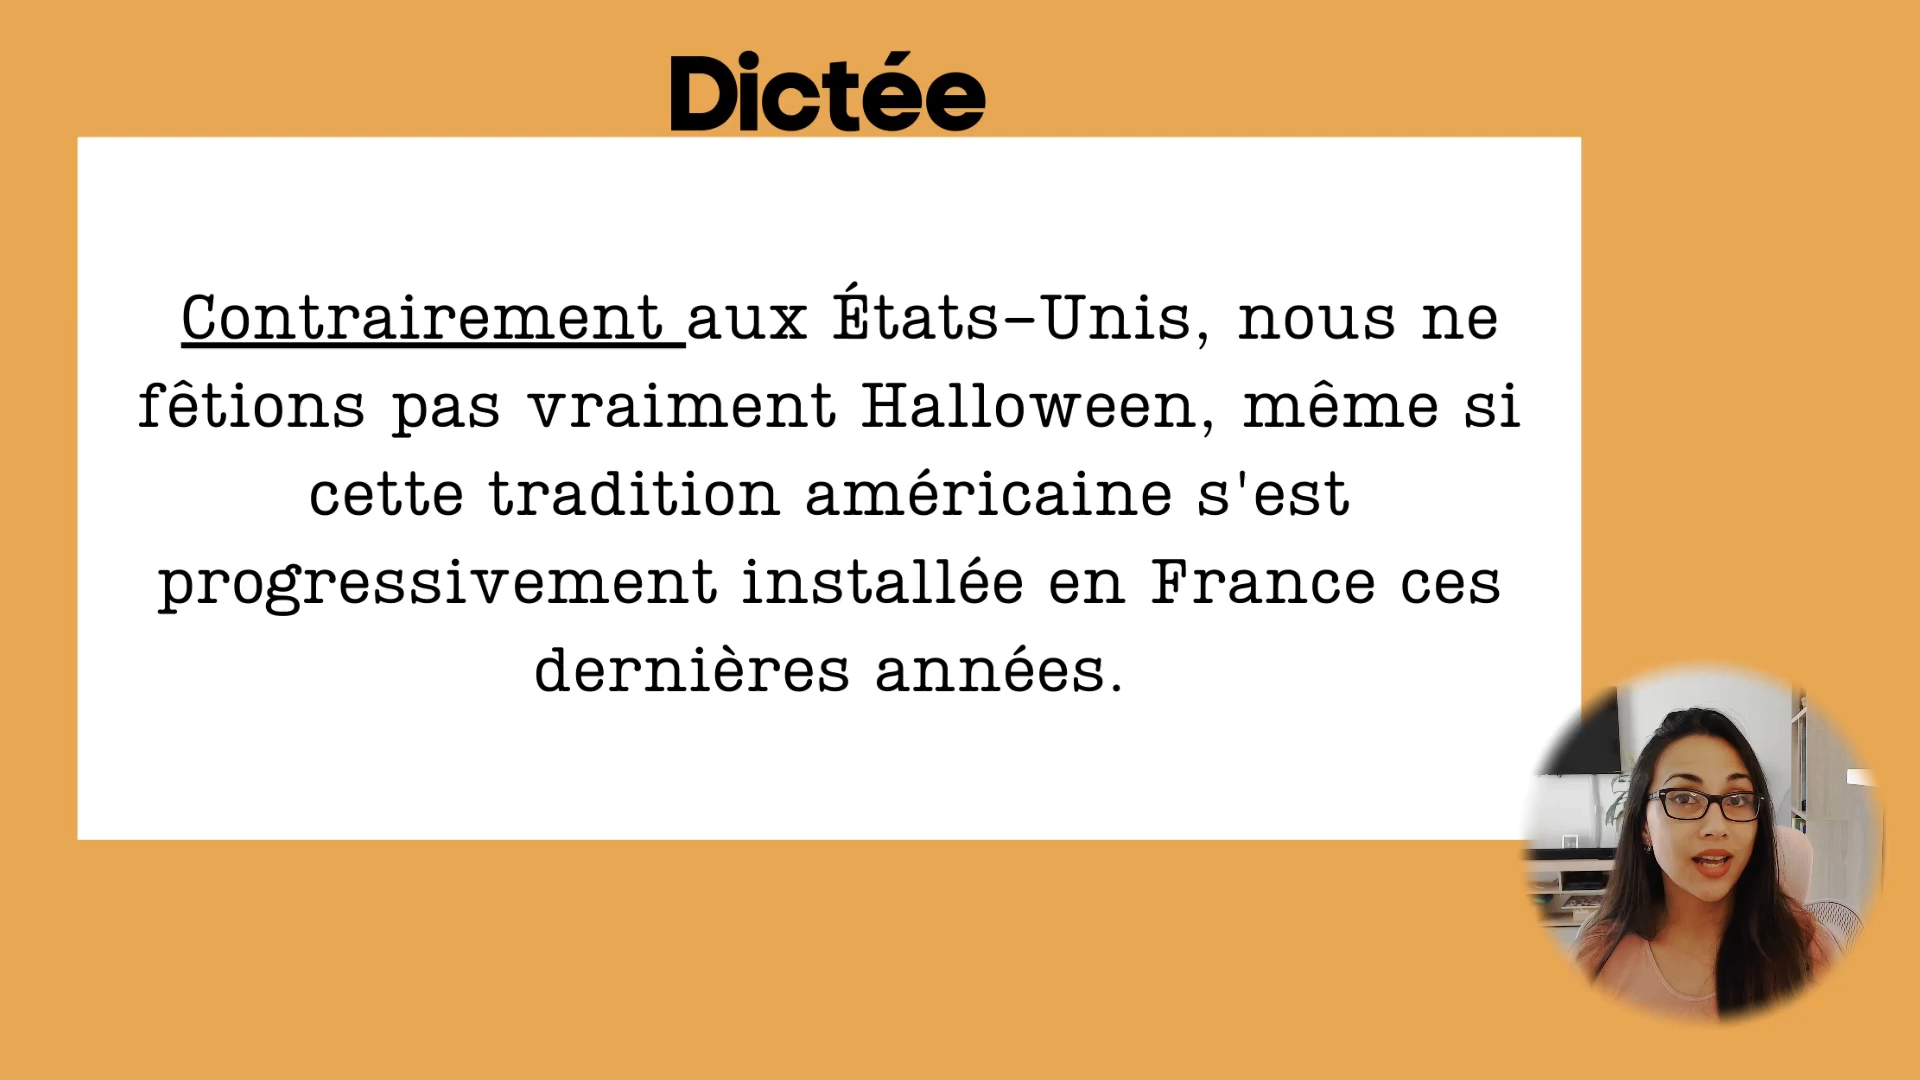 Dictée
Contrairement aux États-Unis, nous ne
fêtions pas vraiment Halloween, même si
cette tradition américaine s'est
progressivement installée en France ces
dernières années.